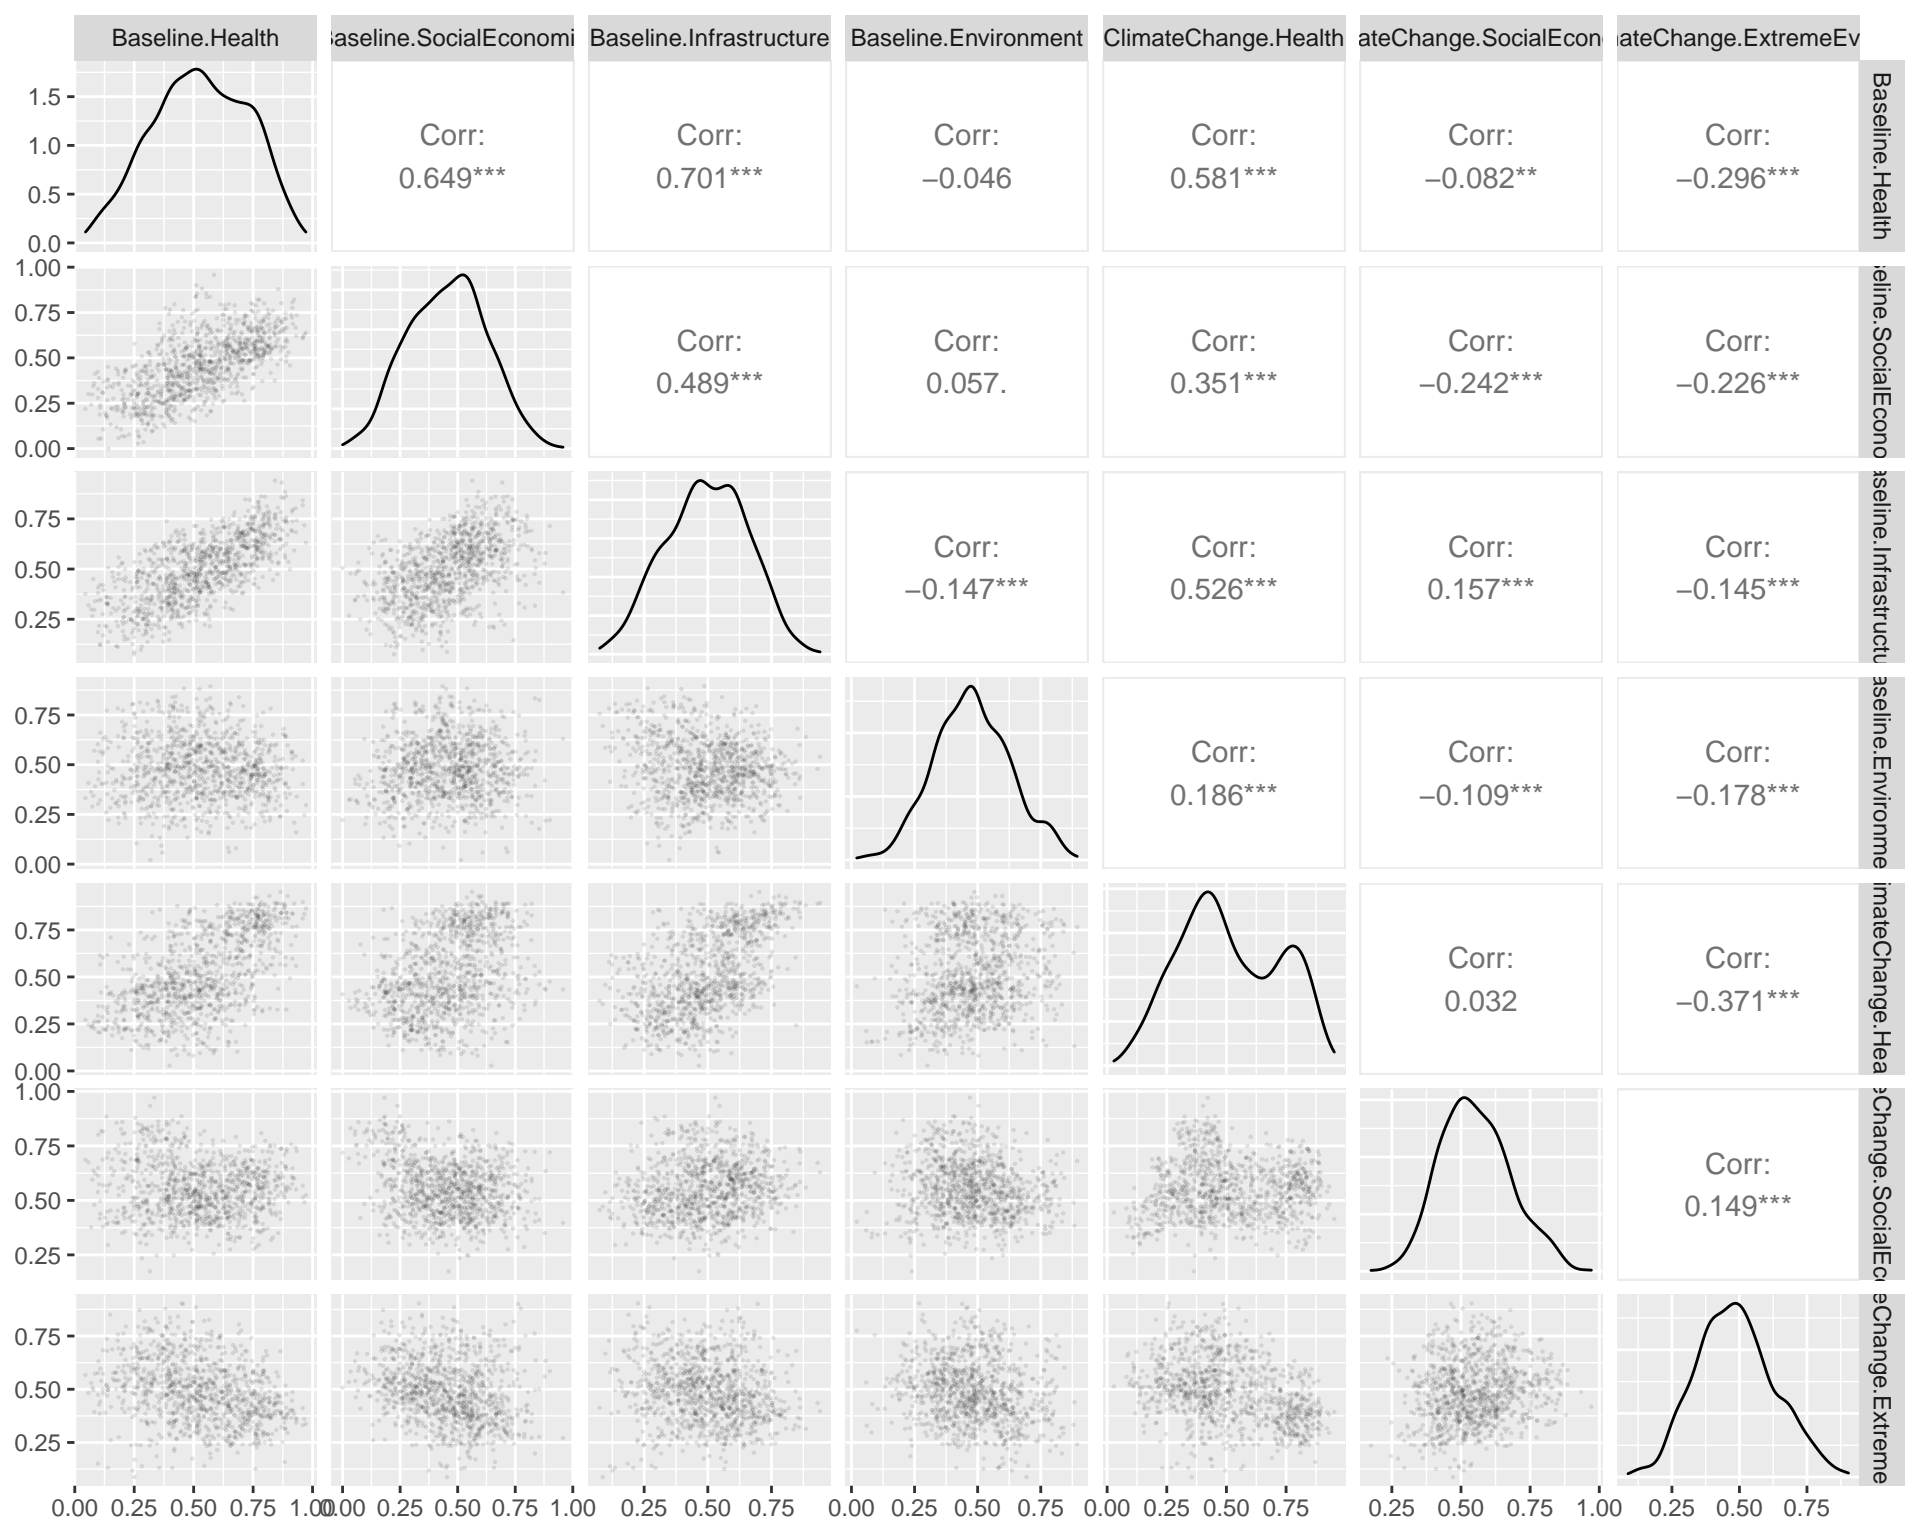 Baseline.Health
Baseline.SocialEconomi
Baseline.Infrastructure
Baseline.Environment
ClimateChange.Health
ateChange.SocialEcon
ateChange.ExtremeEv
1.5
1.0
0.5
0.0
Corr:
0.649***
Corr:
0.701***
Corr:
−0.046
Corr:
0.581***
Corr:
−0.082**
Corr:
−0.296***
Baseline.Health
1.00
0.75
0.50
0.25
0.00
Corr:
0.489***
Corr:
0.057.
Corr:
0.351***
Corr:
−0.242***
Corr:
−0.226***
eline.SocialEcono
0.75
0.50
0.25
Corr:
−0.147***
Corr:
0.526***
Corr:
0.157***
Corr:
−0.145***
aseline.Infrastructu
0.75
0.50
0.25
0.00
Corr:
0.186***
Corr:
−0.109***
Corr:
−0.178***
aseline.Environme
0.75
0.50
0.25
0.00
Corr:
0.032
Corr:
−0.371***
imateChange.Hea
1.00
0.75
0.50
0.25
Corr:
0.149***
eChange.SocialEco
0.75
0.50
0.25
eChange.Extreme
0.00 0.25 0.50 0.75 1.00
0.00 0.25 0.50 0.75 1.00
0.25 0.50 0.75
0.00 0.25 0.50 0.75
0.00 0.25 0.50 0.75
0.25 0.50 0.75 1.00
0.25 0.50 0.75